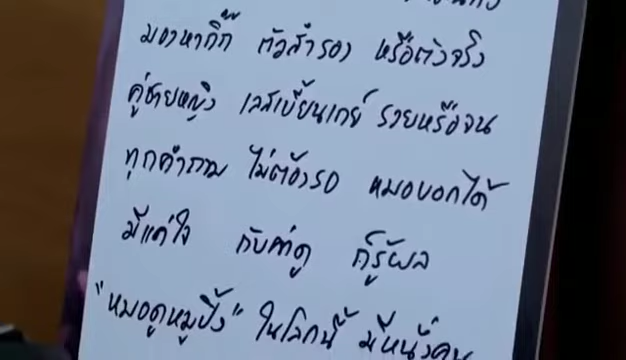 มองหากิ๊ก ตัวสำรอง หรือตัวจริง
คู่ชายหญิง เลสเบี้ยนเกย์ รวยหรือจน
ทุกคำถาม ไม่ต้องรอ หมอบอกได้
มีแค่ใจ กับค่าดู ก็รู้ผล
"หมอดูหมูปิ้ง" ในโลกนี้ มีหนึ่งคน